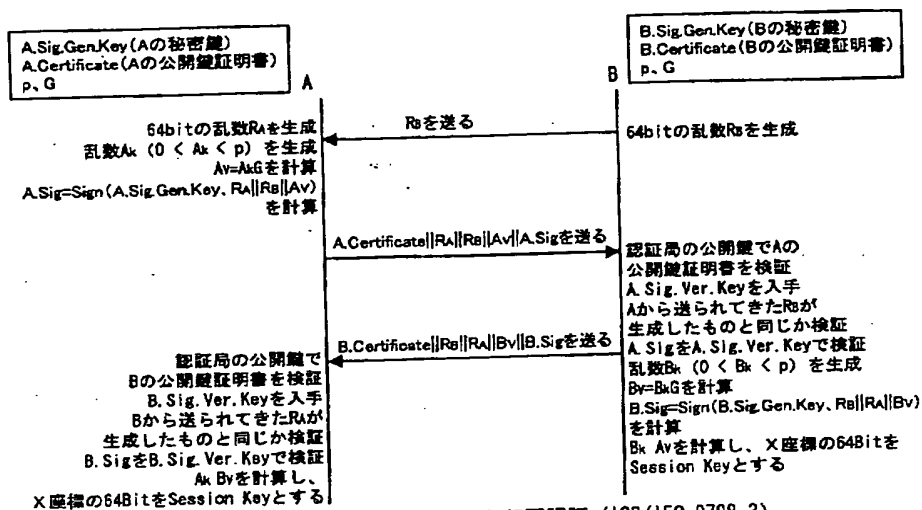 A.Sig.Gen.Key(Aの秘密鍵)
A.Certificate(Aの公開鍵証明書)
p、G
B.Sig.Gen.Key(Bの秘密鍵)
B.Certificate(Bの公開鍵証明書)
p、G
A
B
RBを送る
64bitの乱数RAを生成
乱数Ak (0 < Ak < p) を生成
Av=AkGを計算
A.Sig=Sign(A.Sig.Gen.Key、RA||RB||Av)
を計算
64bitの乱数RBを生成
A.Certificate||RA||RB||Av||A.Sigを送る
認証局の公開鍵でAの
公開鍵証明書を検証
A.Sig.Ver.Keyを入手
Aから送られてきたRBが
生成したものと同じか検証
A.SigをA.Sig.Ver.Keyで検証
乱数Bk (0 < Bk < p) を生成
Bv=BkGを計算
B.Sig=Sign(B.Sig.Gen.Key、RB||RA||Bv)
を計算
Bk Avを計算し、X座標の64Bitを
Session Keyとする
B.Certificate||RB||RA||Bv||B.Sigを送る
認証局の公開鍵で
Bの公開鍵証明書を検証
B.Sig.Ver.Keyを入手
Bから送られてきたRAが
生成したものと同じか検証
B.SigをB.Sig.Ver.Keyで検証
Ak Bvを計算し、
X座標の64BitをSession Keyとする